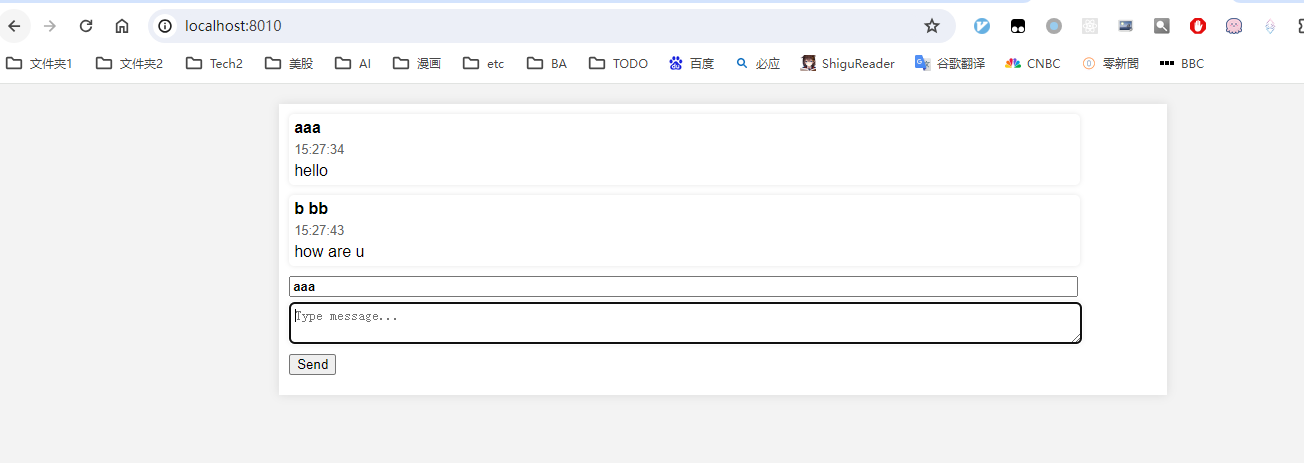 localhost:8010
文件夹1 文件夹2 Tech2 美股 AI 漫画 etc BA TODO 百度 必应 ShiguReader 谷歌翻译 CNBC 零新聞 BBC
aaa
15:27:34
hello
b bb
15:27:43
how are u
aaa
Type message...
Send